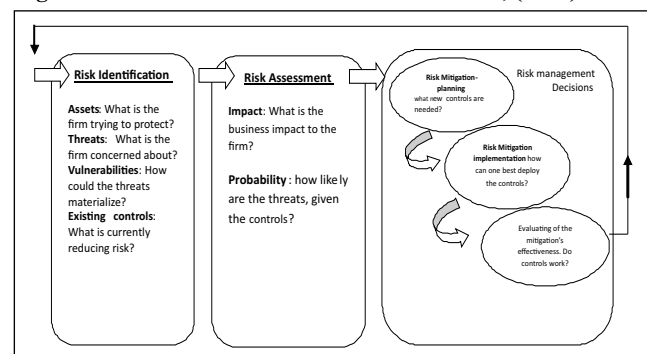 Risk Identification
Assets: What is the
firm trying to protect?
Threats: What is the
firm concerned about?
Vulnerabilities: How
could the threats
materialize?
Existing controls:
What is currently
reducing risk?
Risk Assessment
Impact: What is the
business impact to the
firm?
Probability : how likely
are the threats, given
the controls?
Risk management
Decisions
Risk Mitigation-
planning
what new controls are
needed?
Risk Mitigation
implementation how
can one best deploy
the controls?
Evaluating of the
mitigation's
effectiveness. Do
controls work?